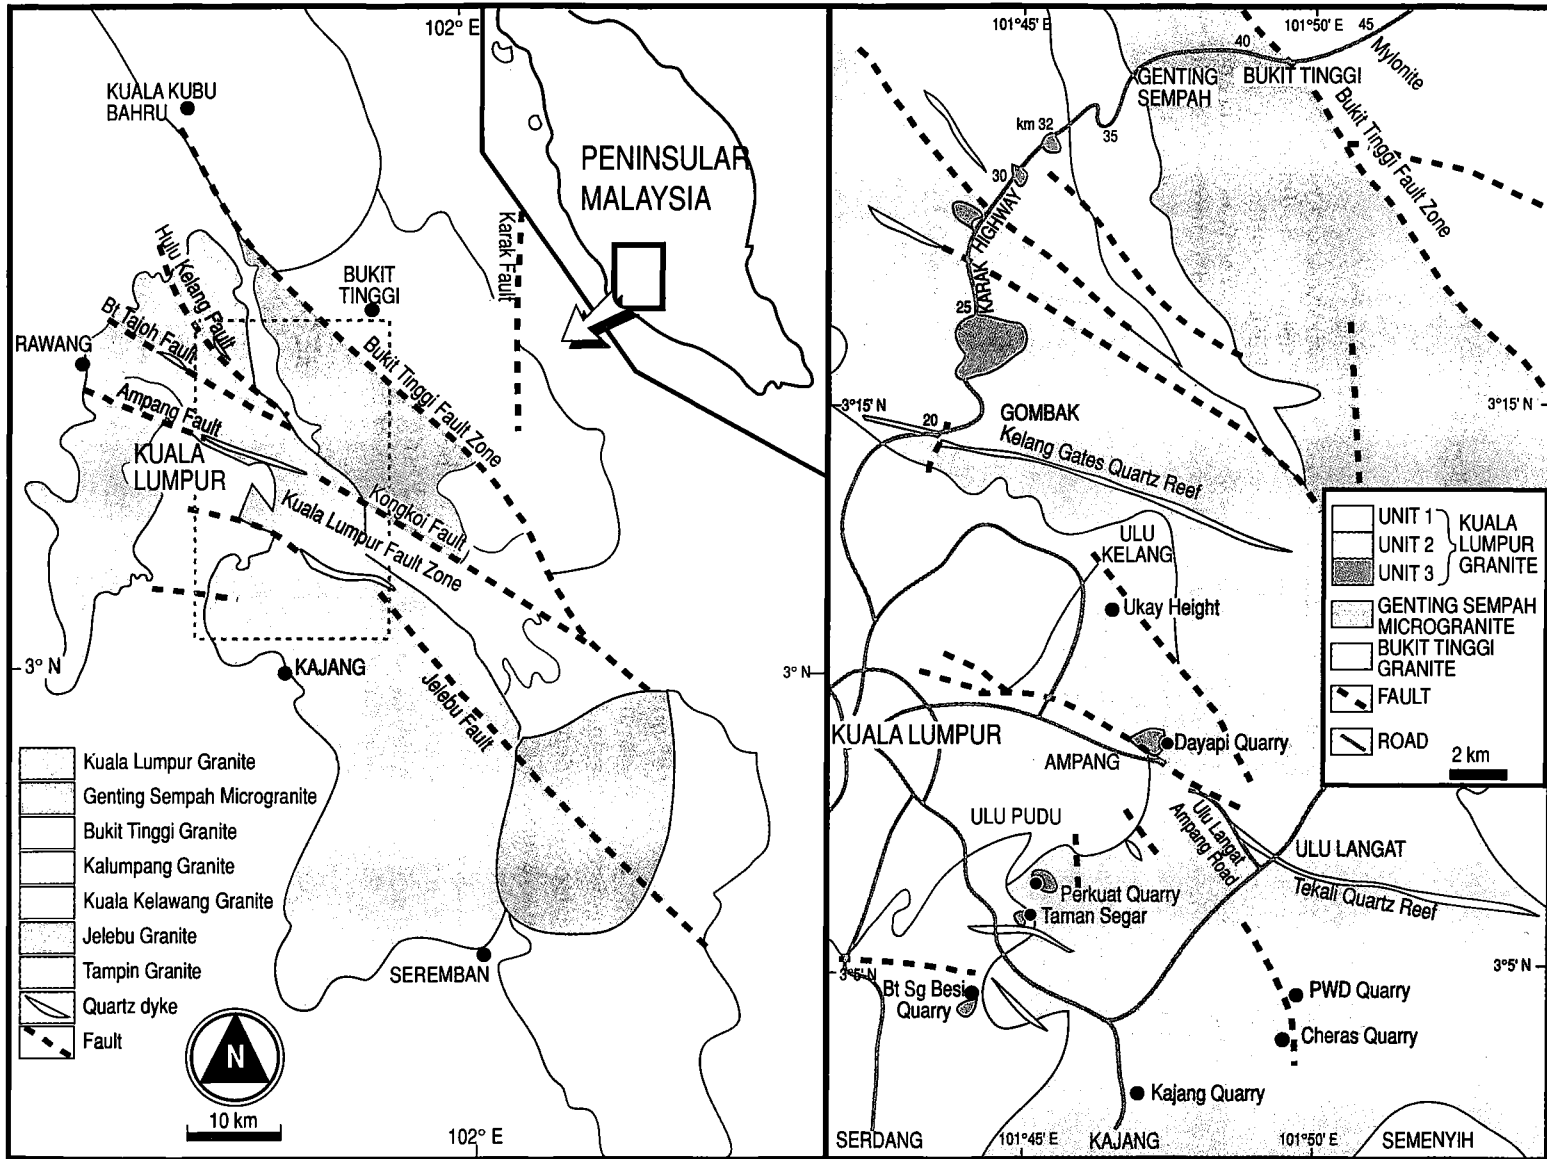 102° E
KUALA KUBU
BAHRU
PENINSULAR
MALAYSIA
Karak Fault
Hulu Kelang Fault
BUKIT
TINGGI
Bt Tajoh Fault
RAWANG
Bukit Tinggi Fault Zone
Ampang Fault
KUALA
LUMPUR
Kongkoi Fault
Kuala Lumpur Fault Zone
3° N
3° N
KAJANG
Jelebu Fault
SEREMBAN
Kuala Lumpur Granite
Genting Sempah Microgranite
Bukit Tinggi Granite
Kalumpang Granite
Kuala Kelawang Granite
Jelebu Granite
Tampin Granite
Quartz dyke
Fault
N
10 km
102° E
101°45' E
101°50' E
45
40
Mylonite
GENTING
SEMPAH
BUKIT TINGGI
Bukit Tinggi Fault Zone
km 32
35
30
KARAK HIGHWAY
25
3°15' N
3°15' N
20
GOMBAK
Kelang Gates Quartz Reef
ULU
KELANG
Ukay Height
UNIT 1
UNIT 2
UNIT 3
KUALA
LUMPUR
GRANITE
GENTING SEMPAH
MICROGRANITE
BUKIT TINGGI
GRANITE
FAULT
ROAD
2 km
KUALA LUMPUR
AMPANG
Dayapi Quarry
ULU PUDU
Ulu Langat
Ampang Road
ULU LANGAT
Tekali Quartz Reef
Perkuat Quarry
Taman Segar
3°5' N
3°5' N
Bt Sg Besi
Quarry
PWD Quarry
Cheras Quarry
Kajang Quarry
SERDANG
101°45' E
KAJANG
101°50' E
SEMENYIH